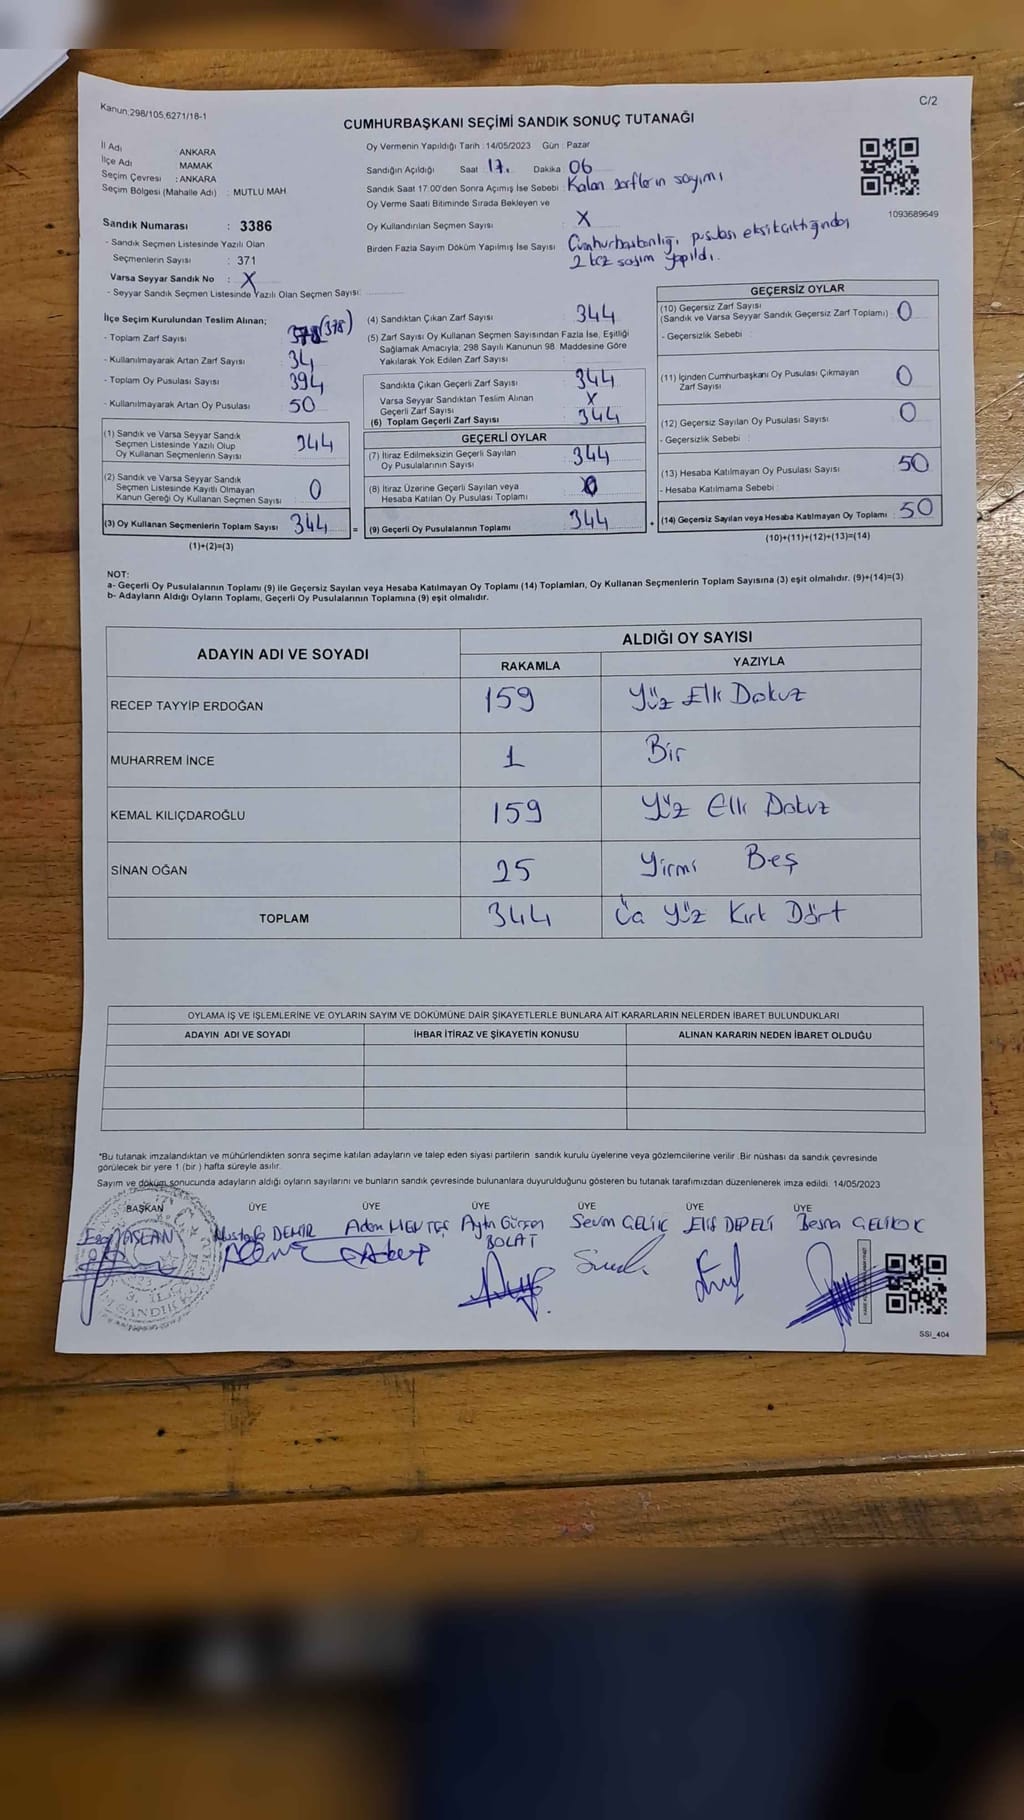 Kanun,298/105,6271/18-1
C/2
CUMHURBAŞKANI SEÇİMİ SANDIK SONUÇ TUTANAĞI
İl Adı : ANKARA
İlçe Adı : MAMAK
Seçim Çevresi : ANKARA
Seçim Bölgesi (Mahalle Adı) : MUTLU MAH
Sandık Numarası : 3386
- Sandık Seçmen Listesinde Yazılı Olan
Seçmenlerin Sayısı : 371
Varsa Seyyar Sandık No : X
- Seyyar Sandık Seçmen Listesinde Yazılı Olan Seçmen Sayısı:
Oy Vermenin Yapıldığı Tarih : 14/05/2023 Gün : Pazar
Sandığın Açıldığı Saat 17. Dakika 06
Sandık Saat 17:00'den Sonra Açımış İse Sebebi : Kalan zarfların sayımı
Oy Verme Saati Bitiminde Sırada Bekleyen ve
Oy Kullandırılan Seçmen Sayısı : X
Birden Fazla Sayım Döküm Yapılmış İse Sayısı : Cumhurbaşkanlığı pusulası eksik çıktığından
2 kez sayım yapıldı.
1093689649
İlçe Seçim Kurulundan Teslim Alınan;
- Toplam Zarf Sayısı : 378 (378)
- Kullanılmayarak Artan Zarf Sayısı : 34
- Toplam Oy Pusulası Sayısı : 394
- Kullanılmayarak Artan Oy Pusulası : 50
(1) Sandık ve Varsa Seyyar Sandık
Seçmen Listesinde Yazılı Olup
Oy Kullanan Seçmenlerin Sayısı : 344
(2) Sandık ve Varsa Seyyar Sandık
Seçmen Listesinde Kayıtlı Olmayan
Kanun Gereği Oy Kullanan Seçmen Sayısı : 0
(3) Oy Kullanan Seçmenlerin Toplam Sayısı : 344
(1)+(2)=(3)
(4) Sandıktan Çıkan Zarf Sayısı : 344
(5) Zarf Sayısı Oy Kullanan Seçmen Sayısından Fazla İse, Eşitliği
Sağlamak Amacıyla; 298 Sayılı Kanunun 98. Maddesine Göre
Yakılarak Yok Edilen Zarf Sayısı :
Sandıkta Çıkan Geçerli Zarf Sayısı : 344
Varsa Seyyar Sandıktan Teslim Alınan
Geçerli Zarf Sayısı : X
(6) Toplam Geçerli Zarf Sayısı : 344
GEÇERLİ OYLAR
(7) İtiraz Edilmeksizin Geçerli Sayılan
Oy Pusulalarının Sayısı : 344
(8) İtiraz Üzerine Geçerli Sayılan veya
Hesaba Katılan Oy Pusulası Toplamı : 0
= (9) Geçerli Oy Pusulalarının Toplamı : 344
GEÇERSİZ OYLAR
(10) Geçersiz Zarf Sayısı
(Sandık ve Varsa Seyyar Sandık Geçersiz Zarf Toplamı) : 0
- Geçersizlik Sebebi :
(11) İçinden Cumhurbaşkanı Oy Pusulası Çıkmayan
Zarf Sayısı : 0
(12) Geçersiz Sayılan Oy Pusulası Sayısı : 0
- Geçersizlik Sebebi :
(13) Hesaba Katılmayan Oy Pusulası Sayısı : 50
- Hesaba Katılmama Sebebi :
+ (14) Geçersiz Sayılan veya Hesaba Katılmayan Oy Toplamı : 50
(10)+(11)+(12)+(13)=(14)
NOT:
a- Geçerli Oy Pusulalarının Toplamı (9) ile Geçersiz Sayılan veya Hesaba Katılmayan Oy Toplamı (14) Toplamları, Oy Kullanan Seçmenlerin Toplam Sayısına (3) eşit olmalıdır. (9)+(14)=(3)
b- Adayların Aldığı Oyların Toplamı, Geçerli Oy Pusulalarının Toplamına (9) eşit olmalıdır.
ADAYIN ADI VE SOYADI ALDIĞI OY SAYISI
RAKAMLA YAZIYLA
RECEP TAYYİP ERDOĞAN 159 Yüz Elli Dokuz
MUHARREM İNCE 1 Bir
KEMAL KILIÇDAROĞLU 159 Yüz Elli Dokuz
SİNAN OĞAN 25 Yirmi Beş
TOPLAM 344 Üç Yüz Kırk Dört
OYLAMA İŞ VE İŞLEMLERİNE VE OYLARIN SAYIM VE DÖKÜMÜNE DAİR ŞİKAYETLERLE BUNLARA AİT KARARLARIN NELERDEN İBARET BULUNDUKLARI
ADAYIN ADI VE SOYADI İHBAR İTİRAZ VE ŞİKAYETİN KONUSU ALINAN KARARIN NEDEN İBARET OLDUĞU
*Bu tutanak imzalandıktan ve mühürlendikten sonra seçime katılan adayların ve talep eden siyasi partilerin sandık kurulu üyelerine veya gözlemcilerine verilir. Bir nüshası da sandık çevresinde
görülecek bir yere 1 (bir ) hafta süreyle asılır.
Sayım ve döküm sonucunda adayların aldığı oyların sayılarını ve bunların sandık çevresinde bulunanlara duyurulduğunu gösteren bu tutanak tarafımızdan düzenlenerek imza edildi. 14/05/2023
BAŞKAN ÜYE ÜYE ÜYE ÜYE ÜYE ÜYE
ASLAN Mustafa DEMİR Adem Aytın Gürsen Sevim ÇELİK Elif DEPELİ Besna
BOLAT
SANDIK
SSİ_404